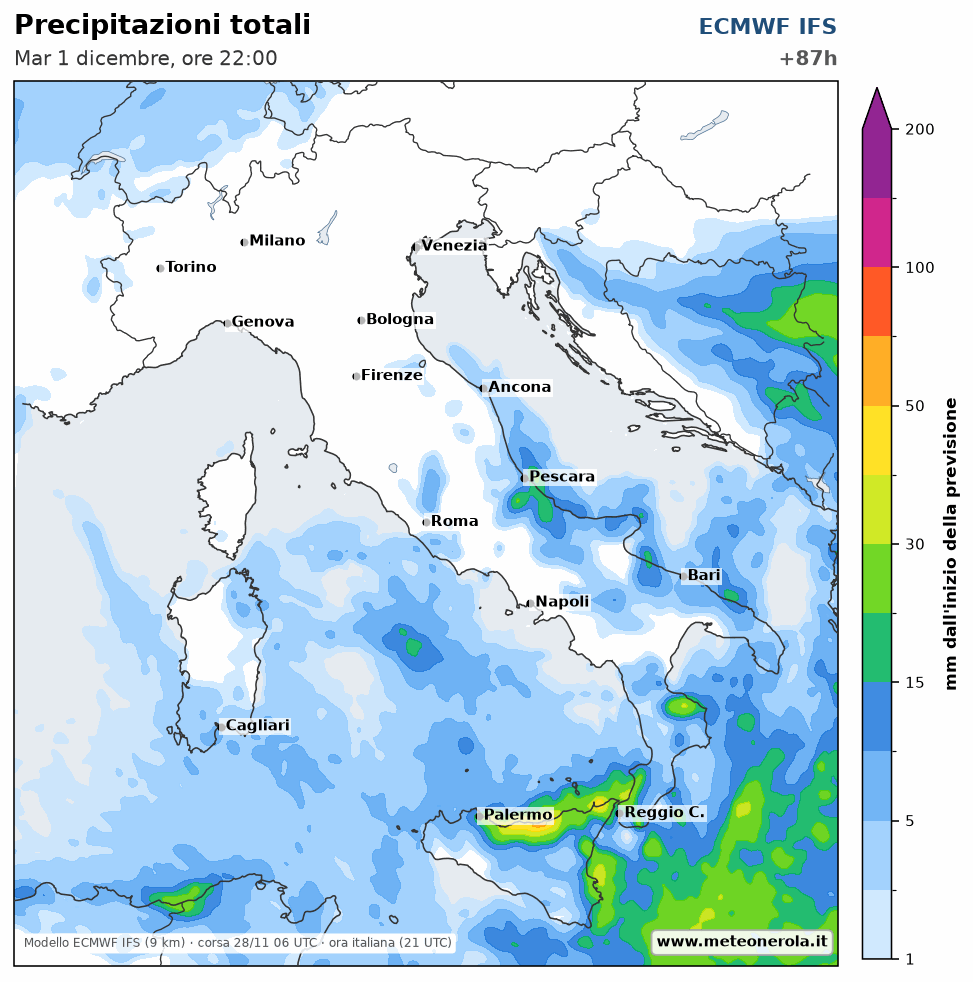 Precipitazioni totali
ECMWF IFS
Mar 1 dicembre, ore 22:00
+87h
Milano
Venezia
Torino
Genova
Bologna
Firenze
Ancona
Pescara
Roma
Bari
Napoli
Cagliari
Palermo
Reggio C.
200
100
50
30
15
5
1
mm dall'inizio della previsione
Modello ECMWF IFS (9 km) · corsa 28/11 06 UTC · ora italiana (21 UTC)
www.meteonerola.it